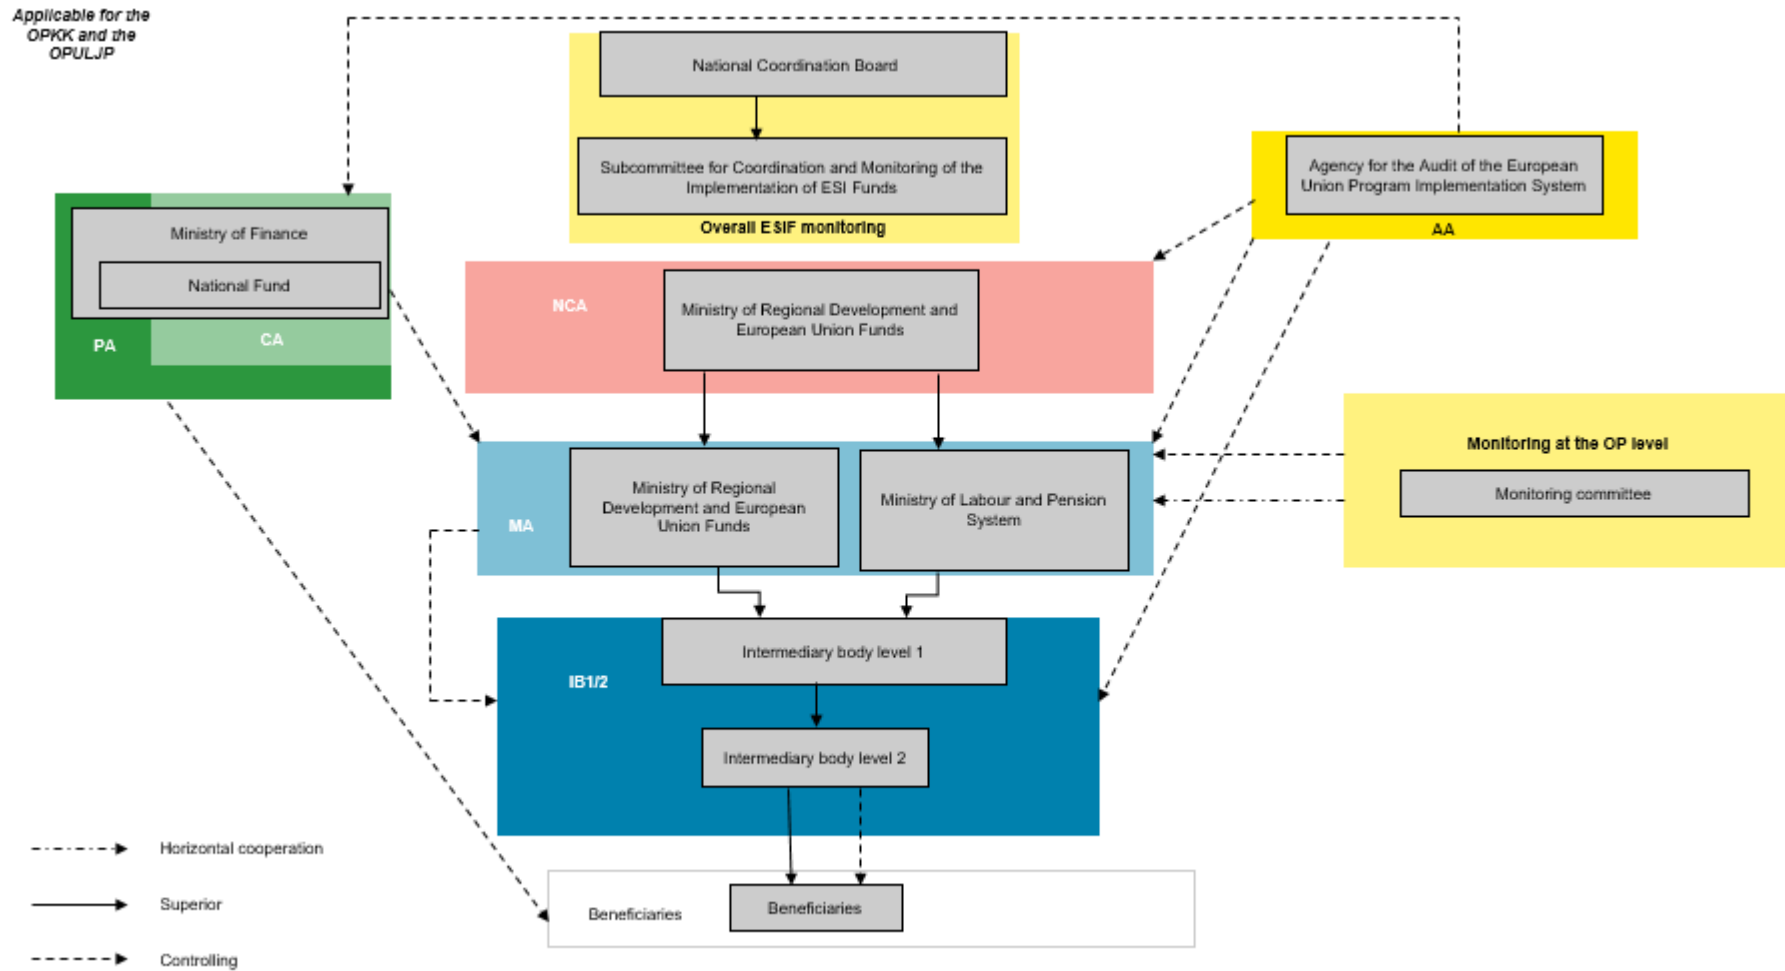 Applicable for the
OPKK and the
OPULJP
National Coordination Board
Subcommittee for Coordination and Monitoring of the
Implementation of ESI Funds
Overall ESIF monitoring
Agency for the Audit of the European
Union Program Implementation System
AA
Ministry of Finance
National Fund
PA
CA
NCA
Ministry of Regional Development and
European Union Funds
Monitoring at the OP level
Monitoring committee
MA
Ministry of Regional
Development and European
Union Funds
Ministry of Labour and Pension
System
IB1/2
Intermediary body level 1
Intermediary body level 2
Beneficiaries
Beneficiaries
Horizontal cooperation
Superior
Controlling